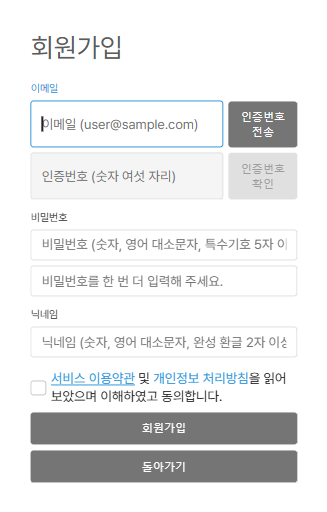 회원가입
이메일
이메일 (user@sample.com)
인증번호
전송
인증번호 (숫자 여섯 자리)
인증번호
확인
비밀번호
비밀번호 (숫자, 영어 대소문자, 특수기호 5자 이
비밀번호를 한 번 더 입력해 주세요.
닉네임
닉네임 (숫자, 영어 대소문자, 완성 환글 2자 이상
서비스 이용약관 및 개인정보 처리방침을 읽어
보았으며 이해하였고 동의합니다.
회원가입
돌아가기